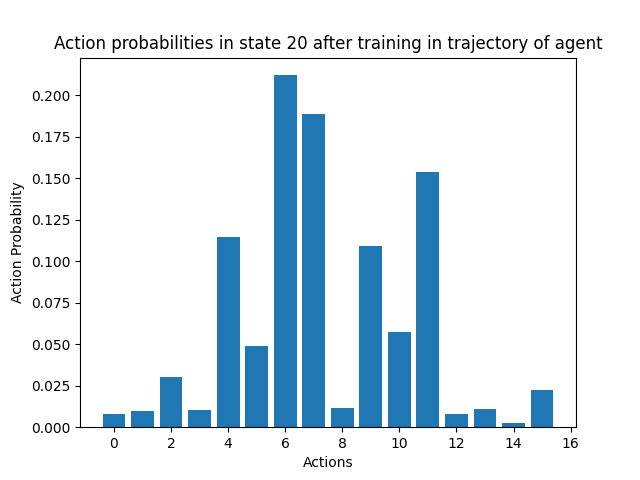 Action probabilities in state 20 after training in trajectory of agent
0.200
0.175
0.150
0.125
0.100
0.075
0.050
0.025
0.000
Action Probability
0 2 4 6 8 10 12 14 16
Actions